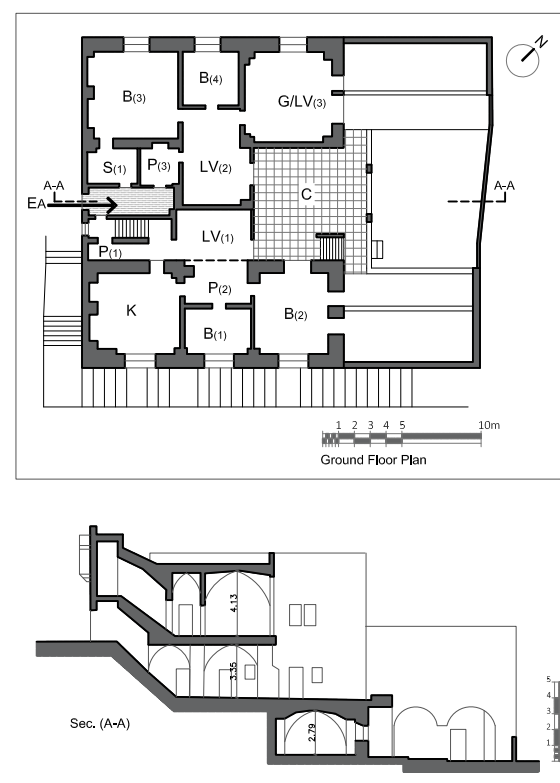 N
B(3)
B(4)
G/LV(3)
S(1)
P(3)
LV(2)
A-A
A-A
C
EA
LV(1)
P(1)
P(2)
K
B(1)
B(2)
1 2 3 4 5 10m
Ground Floor Plan
4.13
3.35
2.79
Sec. (A-A)
5
4
3
2
1